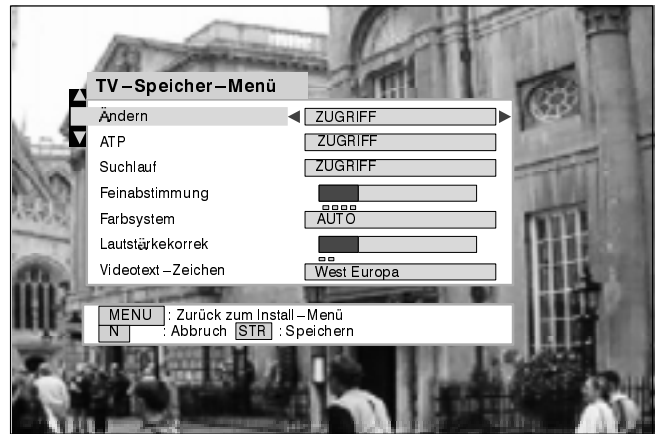 TV–Speicher–Menü
Ändern ZUGRIFF
ATP ZUGRIFF
Suchlauf ZUGRIFF
Feinabstimmung
Farbsystem AUTO
Lautstärkekorrek
Videotext–Zeichen West Europa
MENU : Zurück zum Install–Menü
N : Abbruch STR : Speichern